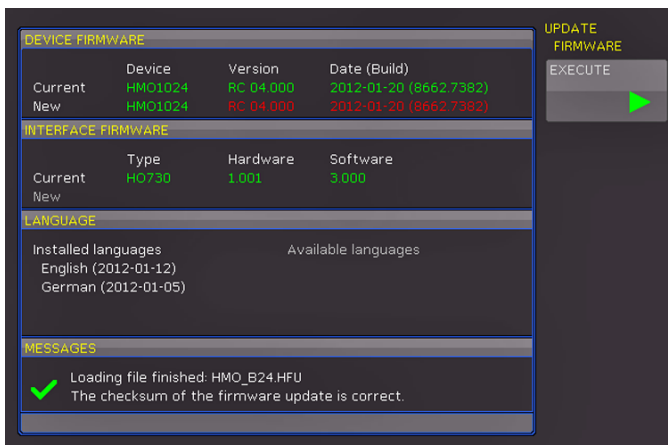 UPDATE
FIRMWARE
EXECUTE
DEVICE FIRMWARE
Device Version Date (Build)
Current HMO1024 RC 04.000 2012-01-20 (8662.7382)
New HMO1024 RC 04.000 2012-01-20 (8662.7382)
INTERFACE FIRMWARE
Type Hardware Software
Current HO730 1.001 3.000
New
LANGUAGE
Installed languages Available languages
English (2012-01-12)
German (2012-01-05)
MESSAGES
Loading file finished: HMO_B24.HFU
The checksum of the firmware update is correct.